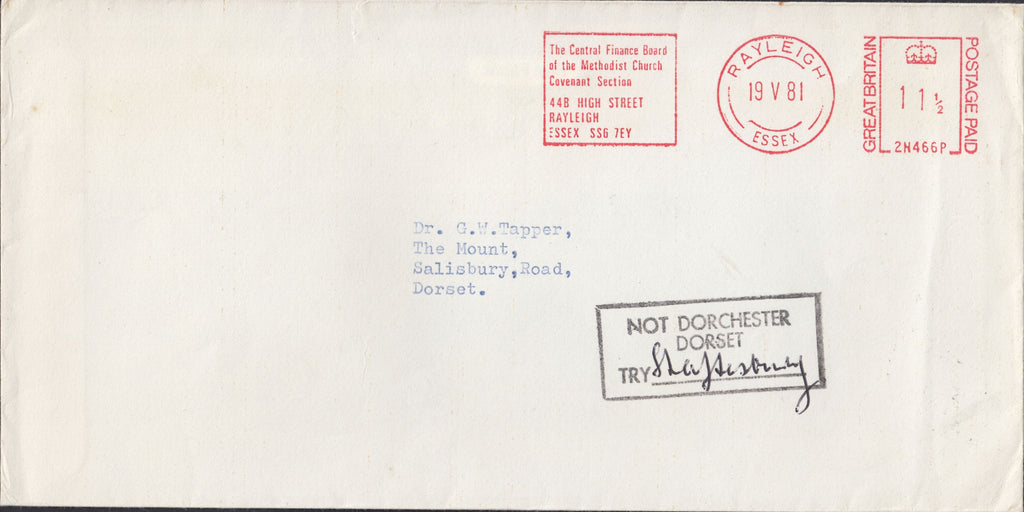 The Central Finance Board
of the Methodist Church
Covenant Section
44B HIGH STREET
RAYLEIGH
ESSEX SS6 7EY
RAYLEIGH
19 V 81
ESSEX
GREAT BRITAIN
11½
2H466P
POSTAGE PAID
Dr. G.W.Tapper,
The Mount,
Salisbury,Road,
Dorset.
NOT DORCHESTER
DORSET
TRY Shaftesbury